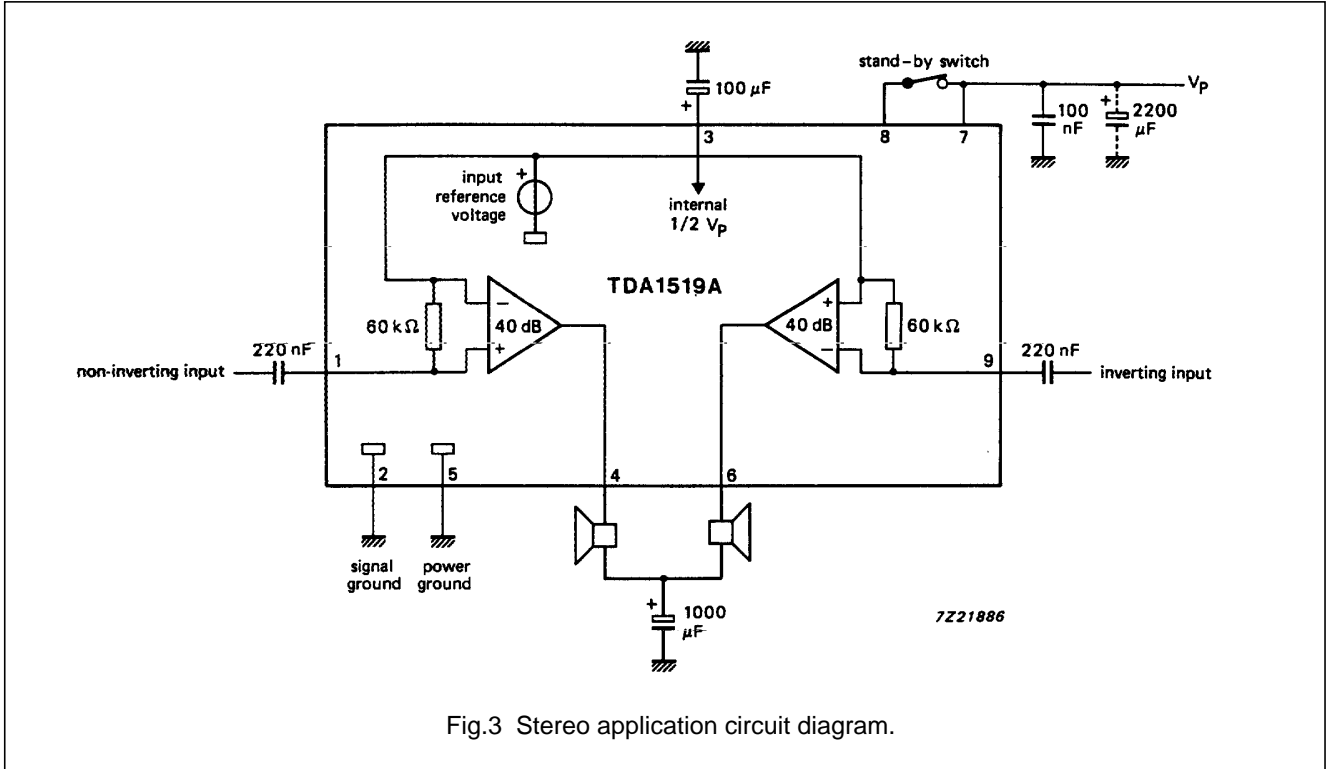 stand-by switch
100 μF
+
VP
8
7
100
nF
+
2200
μF
3
input
reference
voltage
+
internal
1/2 VP
TDA1519A
60 kΩ
−
40 dB
+
+
40 dB
−
60 kΩ
220 nF
non-inverting input
1
9
220 nF
inverting input
2
5
4
6
signal
ground
power
ground
+
1000
μF
7Z21886
Fig.3 Stereo application circuit diagram.